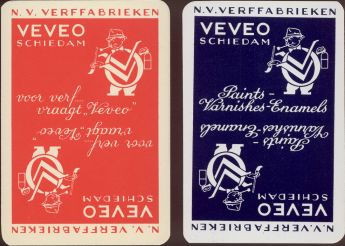 N.V. VERFFABRIEKEN
VEVEO
SCHIEDAM
voor verf....
vraagt „Veveo”
voor verf....
vraagt „Veveo”
VEVEO
SCHIEDAM
N.V. VERFFABRIEKEN
N.V. VERFFABRIEKEN
VEVEO
SCHIEDAM
Paints -
Varnishes-Enamels
Paints -
Varnishes-Enamels
VEVEO
SCHIEDAM
N.V. VERFFABRIEKEN